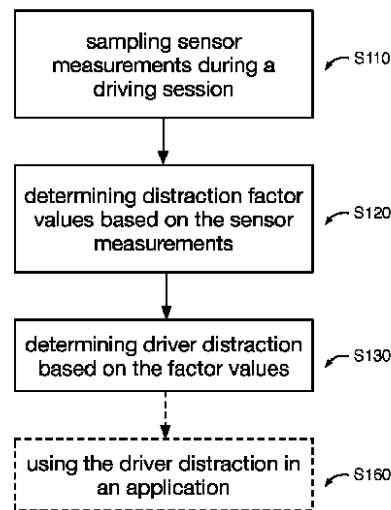 sampling sensor
measurements during a
driving session
S110
determining distraction factor
values based on the sensor
measurements
S120
determining driver distraction
based on the factor values
S130
using the driver distraction in
an application
S160